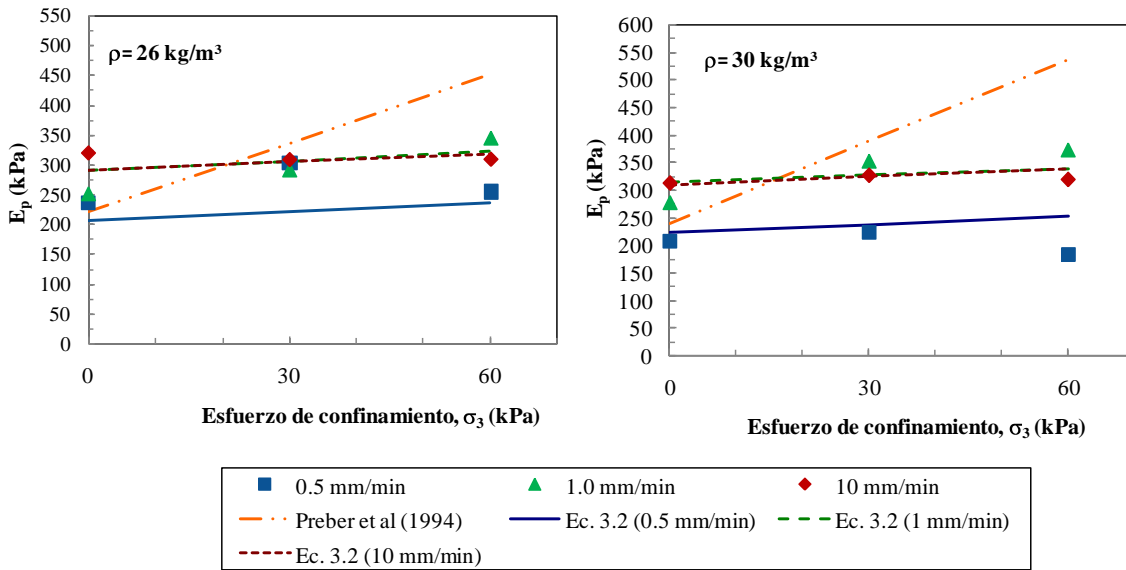 550
500
450
400
350
300
250
200
150
100
50
0
E_p (kPa)
ρ= 26 kg/m³
0 30 60
Esfuerzo de confinamiento, σ₃ (kPa)
600
550
500
450
400
350
300
250
200
150
100
50
0
E_p (kPa)
ρ= 30 kg/m³
0 30 60
Esfuerzo de confinamiento, σ₃ (kPa)
0.5 mm/min 1.0 mm/min 10 mm/min
Preber et al (1994) Ec. 3.2 (0.5 mm/min) Ec. 3.2 (1 mm/min)
Ec. 3.2 (10 mm/min)